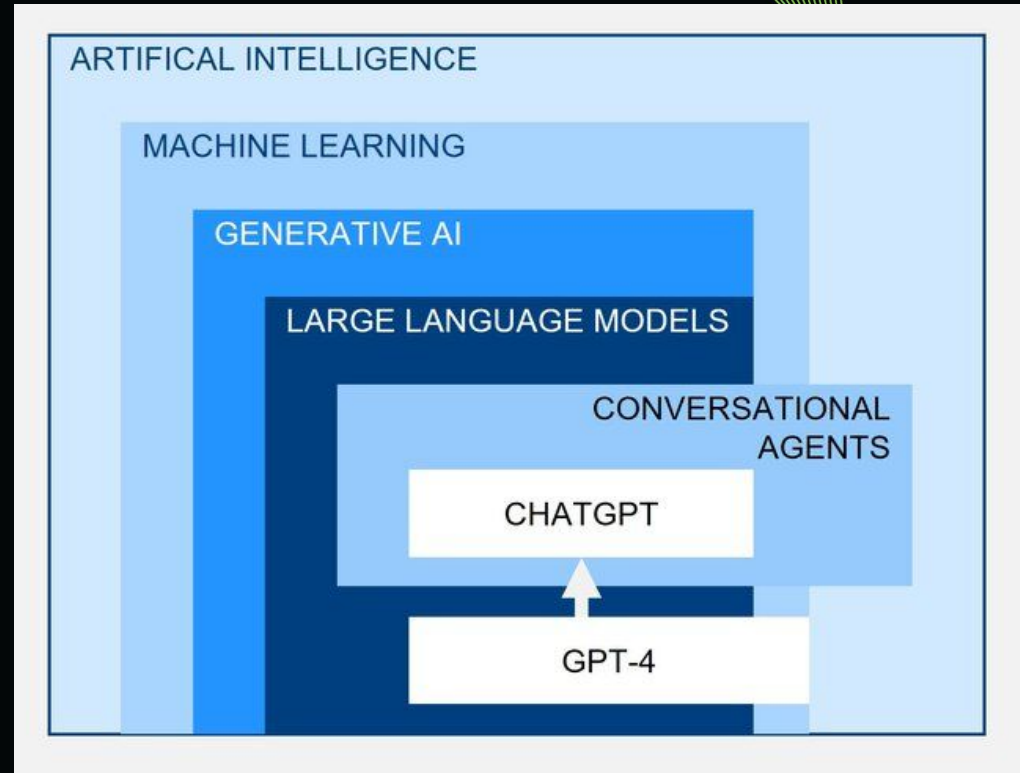 ARTIFICAL INTELLIGENCE
MACHINE LEARNING
GENERATIVE AI
LARGE LANGUAGE MODELS
CONVERSATIONAL
AGENTS
CHATGPT
GPT-4